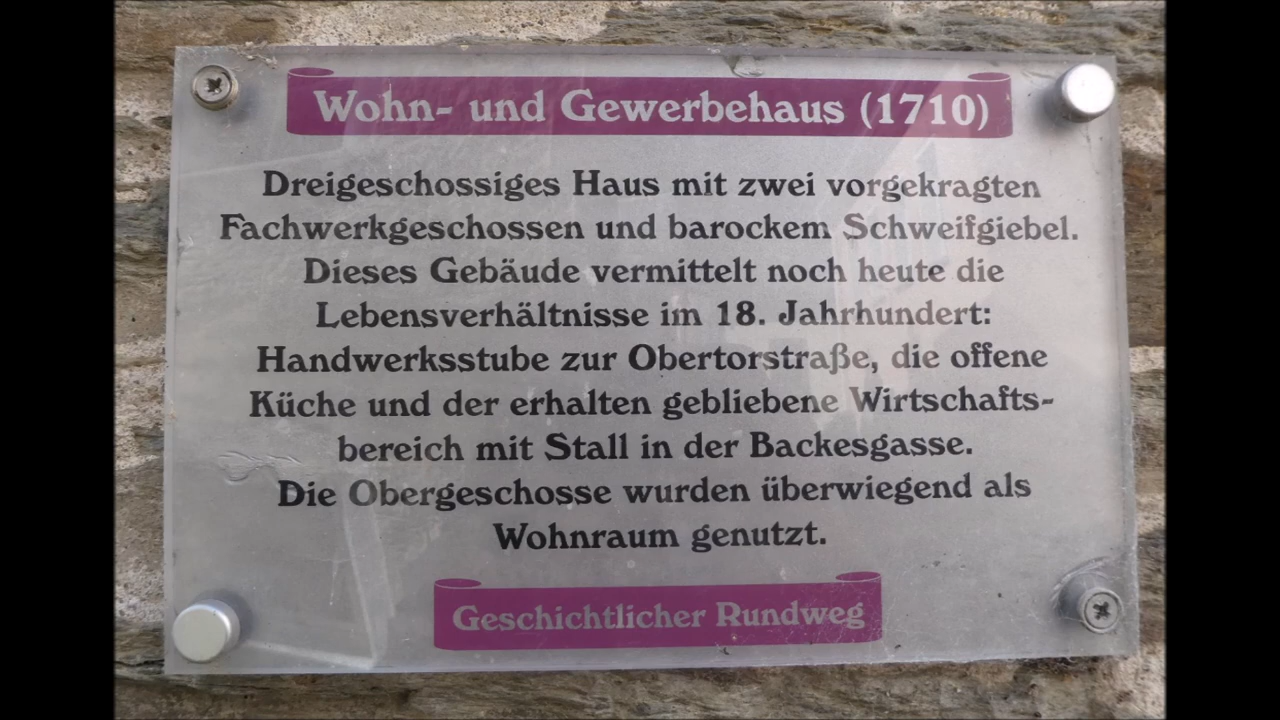 Wohn- und Gewerbehaus (1710)
Dreigeschossiges Haus mit zwei vorgekragten
Fachwerkgeschossen und barockem Schweifgiebel.
Dieses Gebäude vermittelt noch heute die
Lebensverhältnisse im 18. Jahrhundert:
Handwerksstube zur Obertorstraße, die offene
Küche und der erhalten gebliebene Wirtschafts-
bereich mit Stall in der Backesgasse.
Die Obergeschosse wurden überwiegend als
Wohnraum genutzt.
Geschichtlicher Rundweg